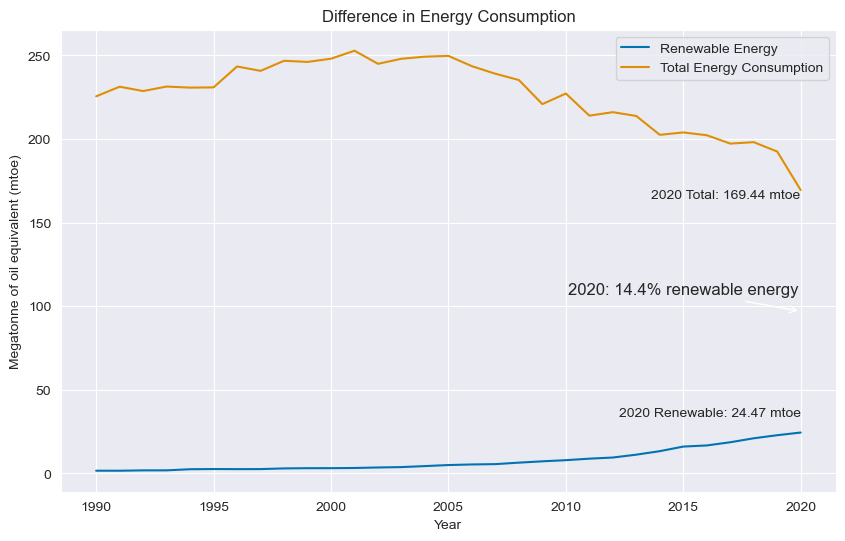 Difference in Energy Consumption
Renewable Energy
Total Energy Consumption
250
200
150
100
50
0
Megatonne of oil equivalent (mtoe)
2020 Total: 169.44 mtoe
2020: 14.4% renewable energy
2020 Renewable: 24.47 mtoe
1990 1995 2000 2005 2010 2015 2020
Year